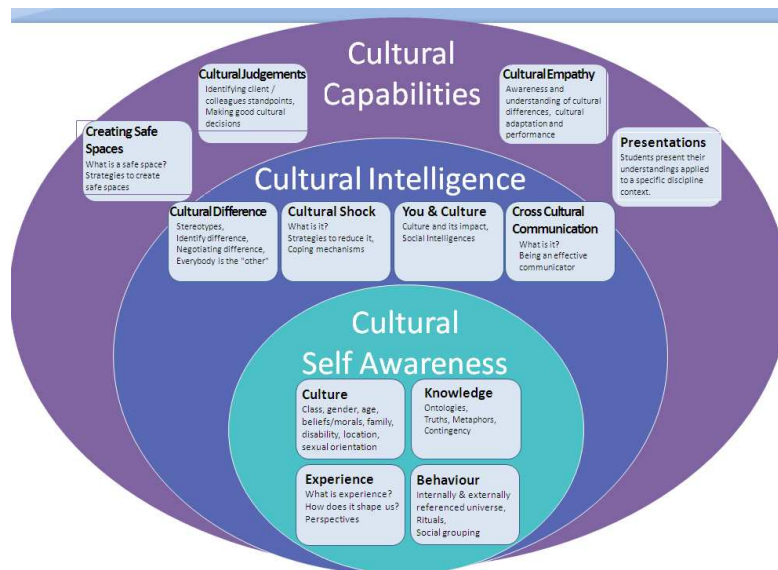 Cultural
Capabilities
Cultural Judgements
Identifying client /
colleagues standpoints,
Making good cultural
decisions
Cultural Empathy
Awareness and
understanding of cultural
differences, cultural
adaptation and
performance
Creating Safe
Spaces
What is a safe space?
Strategies to create
safe spaces
Presentations
Students present their
understandings applied
to a specific discipline
context.
Cultural Intelligence
Cultural Difference
Stereotypes,
Identify difference,
Negotiating difference,
Everybody is the "other"
Cultural Shock
What is it?
Strategies to reduce it,
Coping mechanisms
You & Culture
Culture and its impact,
Social Intelligences
Cross Cultural
Communication
What is it?
Being an effective
communicator
Cultural
Self Awareness
Culture
Class, gender, age,
beliefs/morals, family,
disability, location,
sexual orientation
Knowledge
Ontologies,
Truths, Metaphors,
Contingency
Experience
What is experience?
How does it shape us?
Perspectives
Behaviour
Internally & externally
referenced universe,
Rituals,
Social grouping